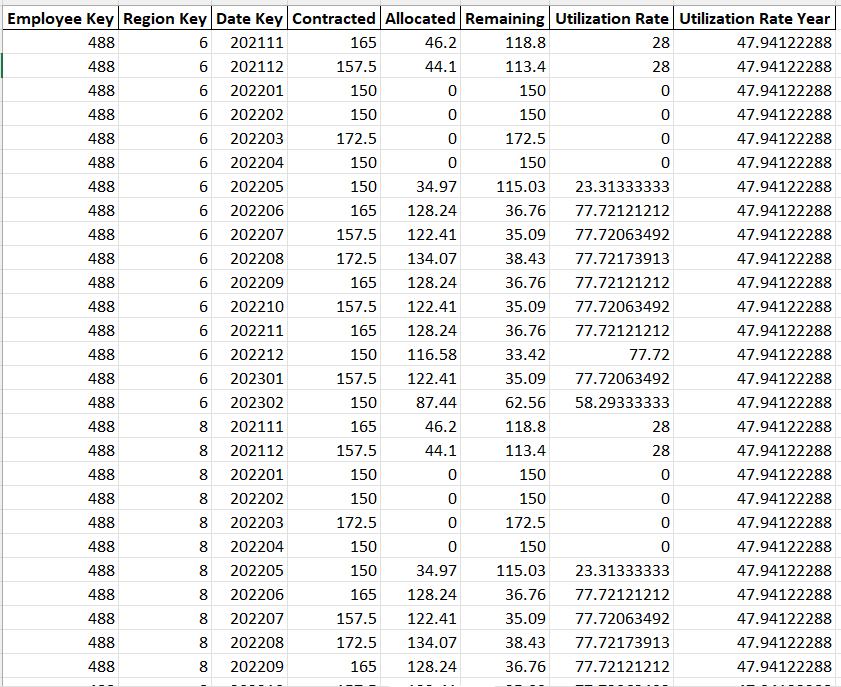 Employee Key Region Key Date Key Contracted Allocated Remaining Utilization Rate Utilization Rate Year
488 6 202111 165 46.2 118.8 28 47.94122288
488 6 202112 157.5 44.1 113.4 28 47.94122288
488 6 202201 150 0 150 0 47.94122288
488 6 202202 150 0 150 0 47.94122288
488 6 202203 172.5 0 172.5 0 47.94122288
488 6 202204 150 0 150 0 47.94122288
488 6 202205 150 34.97 115.03 23.31333333 47.94122288
488 6 202206 165 128.24 36.76 77.72121212 47.94122288
488 6 202207 157.5 122.41 35.09 77.72063492 47.94122288
488 6 202208 172.5 134.07 38.43 77.72173913 47.94122288
488 6 202209 165 128.24 36.76 77.72121212 47.94122288
488 6 202210 157.5 122.41 35.09 77.72063492 47.94122288
488 6 202211 165 128.24 36.76 77.72121212 47.94122288
488 6 202212 150 116.58 33.42 77.72 47.94122288
488 6 202301 157.5 122.41 35.09 77.72063492 47.94122288
488 6 202302 150 87.44 62.56 58.29333333 47.94122288
488 8 202111 165 46.2 118.8 28 47.94122288
488 8 202112 157.5 44.1 113.4 28 47.94122288
488 8 202201 150 0 150 0 47.94122288
488 8 202202 150 0 150 0 47.94122288
488 8 202203 172.5 0 172.5 0 47.94122288
488 8 202204 150 0 150 0 47.94122288
488 8 202205 150 34.97 115.03 23.31333333 47.94122288
488 8 202206 165 128.24 36.76 77.72121212 47.94122288
488 8 202207 157.5 122.41 35.09 77.72063492 47.94122288
488 8 202208 172.5 134.07 38.43 77.72173913 47.94122288
488 8 202209 165 128.24 36.76 77.72121212 47.94122288